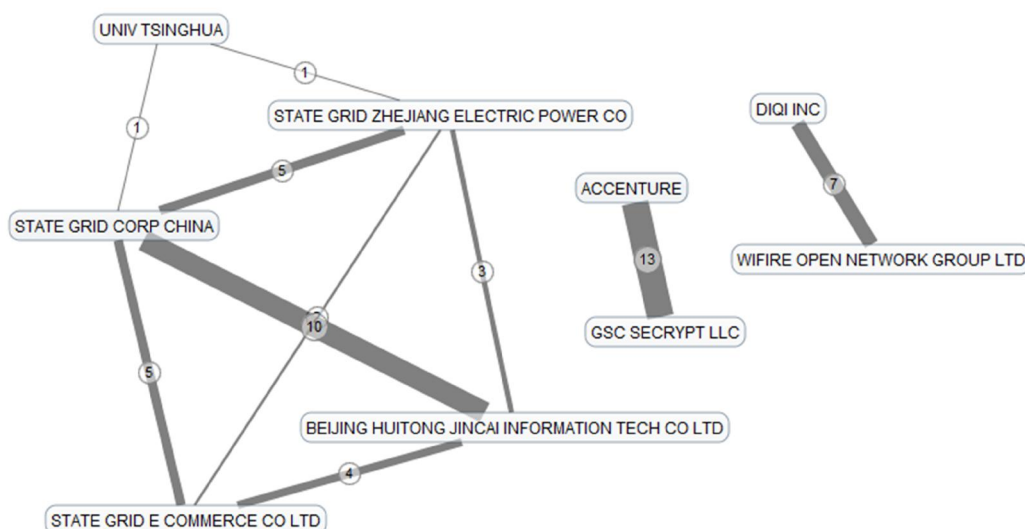 UNIV TSINGHUA
1
1
STATE GRID ZHEJIANG ELECTRIC POWER CO
DIQI INC
5
7
ACCENTURE
STATE GRID CORP CHINA
WIFIRE OPEN NETWORK GROUP LTD
13
3
10
GSC SECRYPT LLC
5
BEIJING HUITONG JINCAI INFORMATION TECH CO LTD
4
STATE GRID E COMMERCE CO LTD